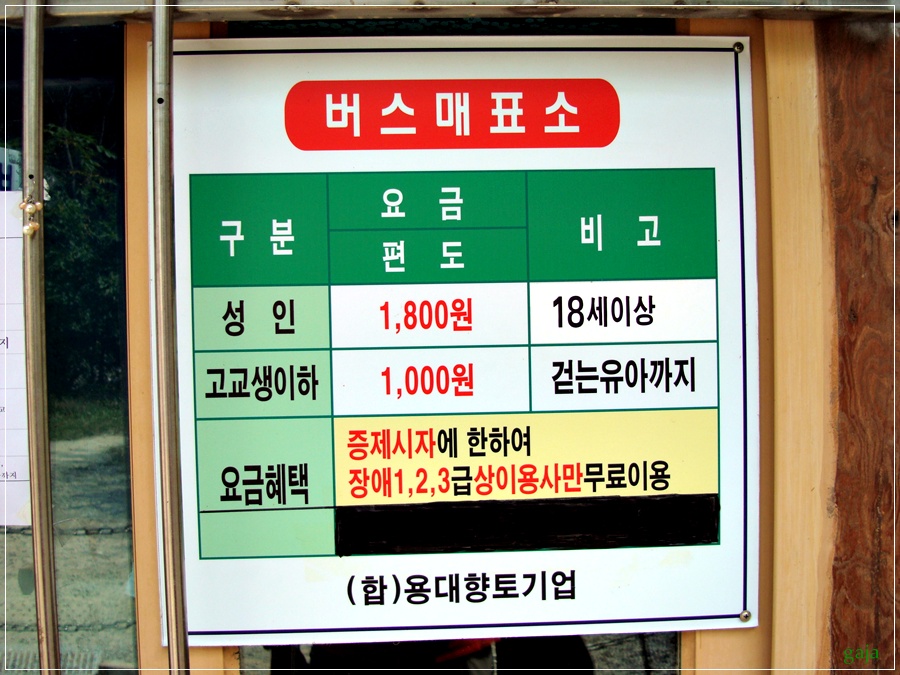 버스매표소
구 분
요 금
편 도
비 고
성 인
1,800원
18세이상
고교생이하
1,000원
걷는유아까지
요금혜택
증제시자에 한하여
장애1,2,3급상이용사만무료이용
(합)용대향토기업
gaja